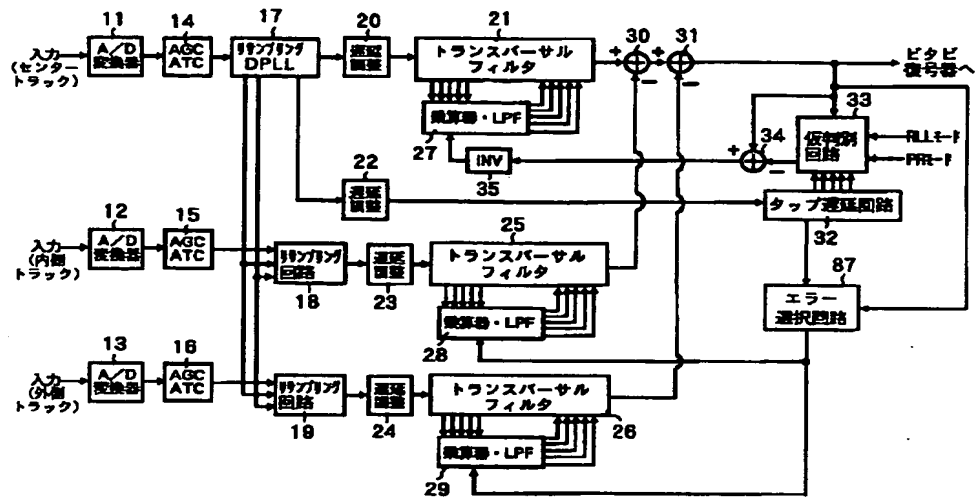 11
14
17
20
21
30
31
入力
(センター
トラック)
A/D
変換器
AGC
ATC
リサンプリング
DPLL
遅延
調整
トランスバーサル
フィルタ
+
−
+
−
ビタビ
復号器へ
乗算器・LPF
27
INV
35
+
34
−
33
仮判別
回路
RLLモード
PRモード
22
遅延
調整
タップ遅延回路
32
12
15
25
入力
(内側
トラック)
A/D
変換器
AGC
ATC
リサンプリング
回路
18
遅延
調整
23
トランスバーサル
フィルタ
乗算器・LPF
28
87
エラー
選択回路
13
16
入力
(外側
トラック)
A/D
変換器
AGC
ATC
リサンプリング
回路
19
遅延
調整
24
トランスバーサル
フィルタ
26
乗算器・LPF
29